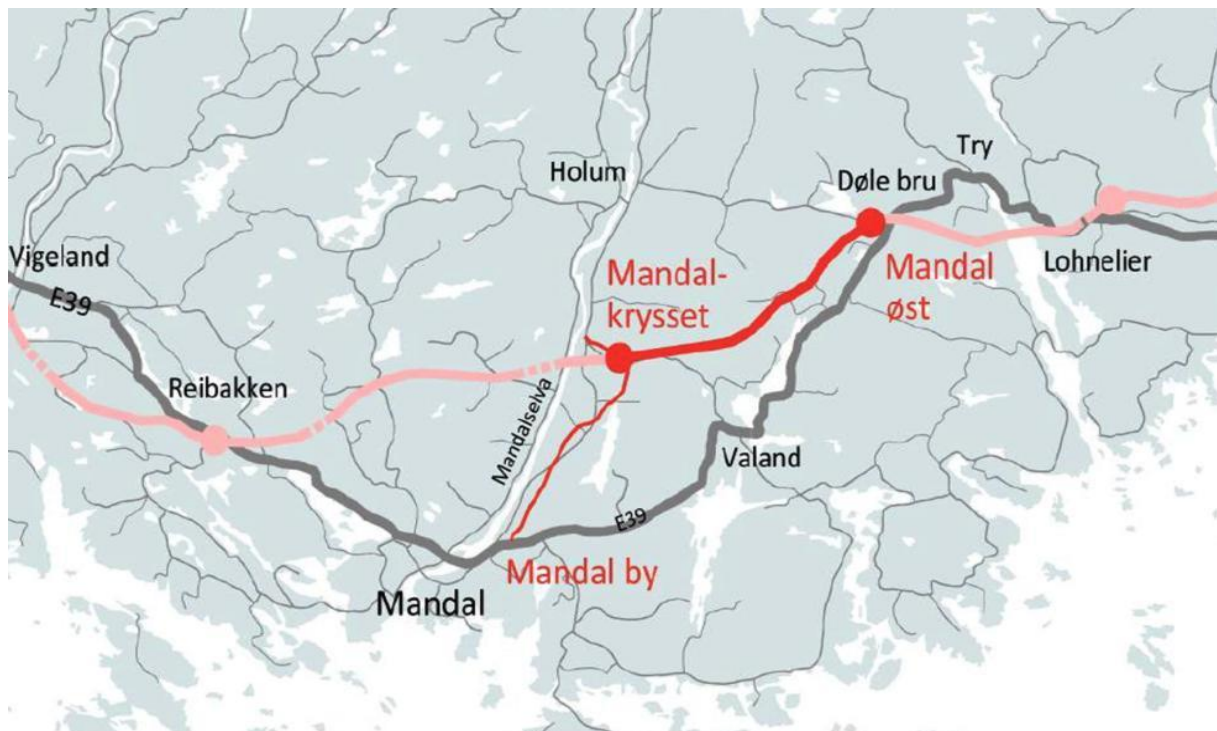 Try
Holum
Døle bru
Vigeland
E39
Mandal-
krysset
Mandal
øst
Lohnelier
Reibakken
Mandalselva
Valand
E39
Mandal by
Mandal